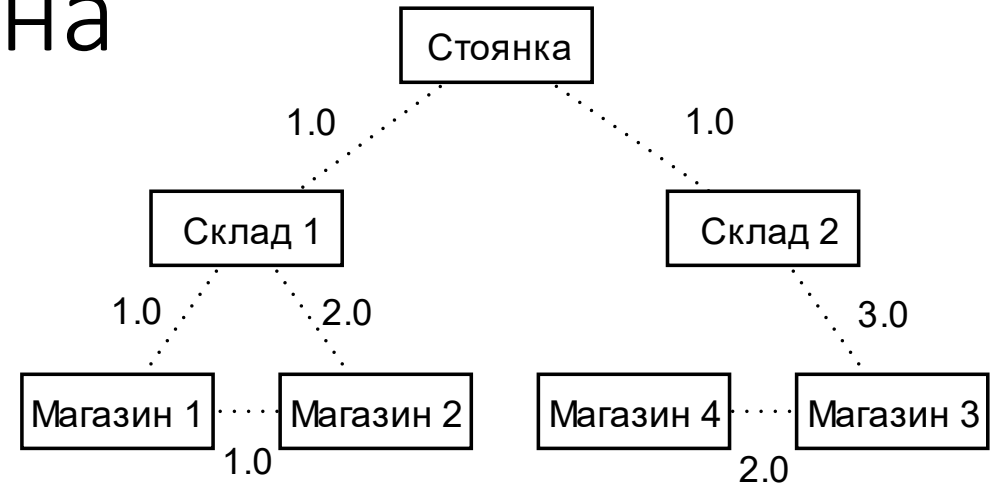 на
Стоянка
1.0
1.0
Склад 1
Склад 2
1.0
2.0
3.0
Магазин 1
Магазин 2
Магазин 4
Магазин 3
1.0
2.0